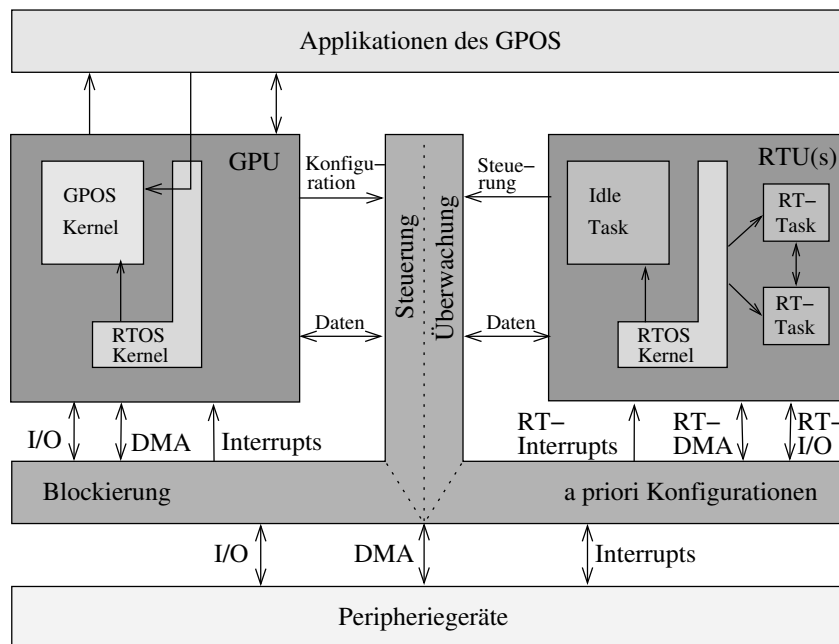 Applikationen des GPOS
GPU
GPOS
Kernel
RTOS
Kernel
Konfigu-
ration
Daten
Steuerung
Überwachung
Steue-
rung
Daten
RTU(s)
Idle
Task
RTOS
Kernel
RT-
Task
RT-
Task
I/O
DMA
Interrupts
RT-
Interrupts
RT-
DMA
RT-
I/O
Blockierung
a priori Konfigurationen
I/O
DMA
Interrupts
Peripheriegeräte